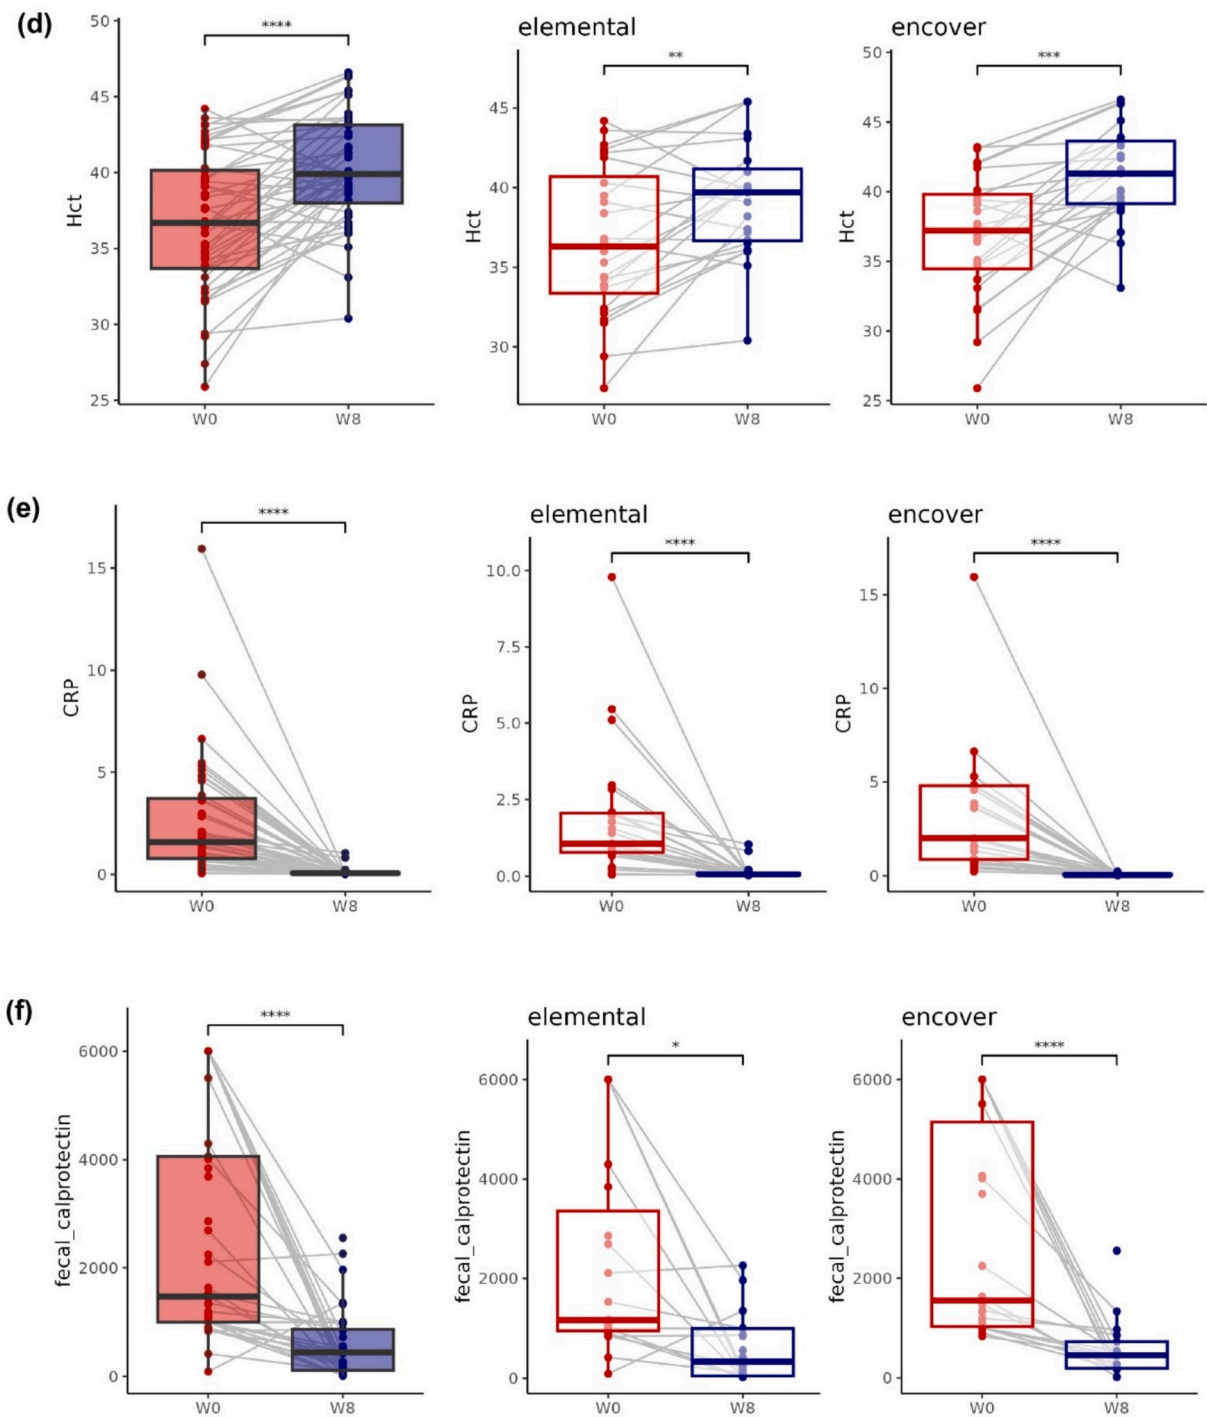 (d)
Hct
50
45
40
35
30
25
****
W0
W8
elemental
Hct
45
40
35
30
**
W0
W8
encover
Hct
50
45
40
35
30
25
***
W0
W8
(e)
CRP
15
10
5
0
****
W0
W8
elemental
CRP
10.0
7.5
5.0
2.5
0.0
****
W0
W8
encover
CRP
15
10
5
0
****
W0
W8
(f)
fecal_calprotectin
6000
4000
2000
0
****
W0
W8
elemental
fecal_calprotectin
6000
4000
2000
0
*
W0
W8
encover
fecal_calprotectin
6000
4000
2000
0
****
W0
W8